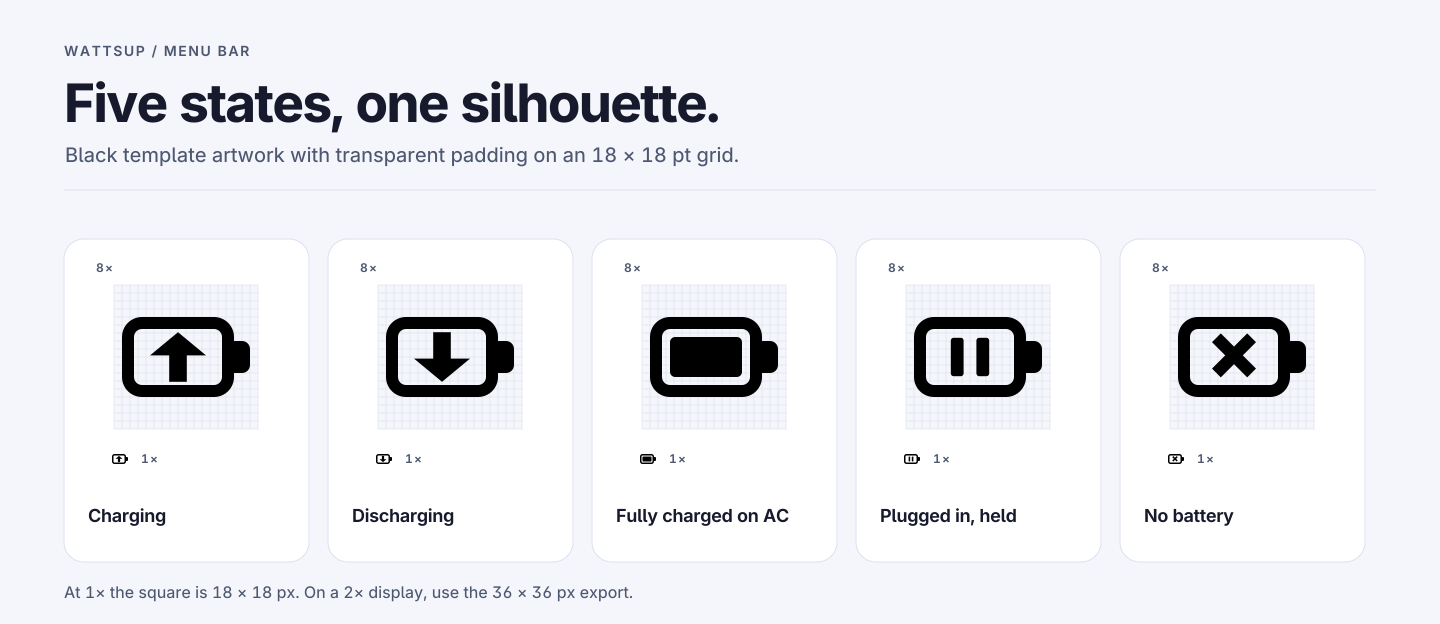 WATTSUP / MENU BAR
Five states, one silhouette.
Black template artwork with transparent padding on an 18 × 18 pt grid.
8×
8×
8×
8×
8×
1×
1×
1×
1×
1×
Charging
Discharging
Fully charged on AC
Plugged in, held
No battery
At 1× the square is 18 × 18 px. On a 2× display, use the 36 × 36 px export.